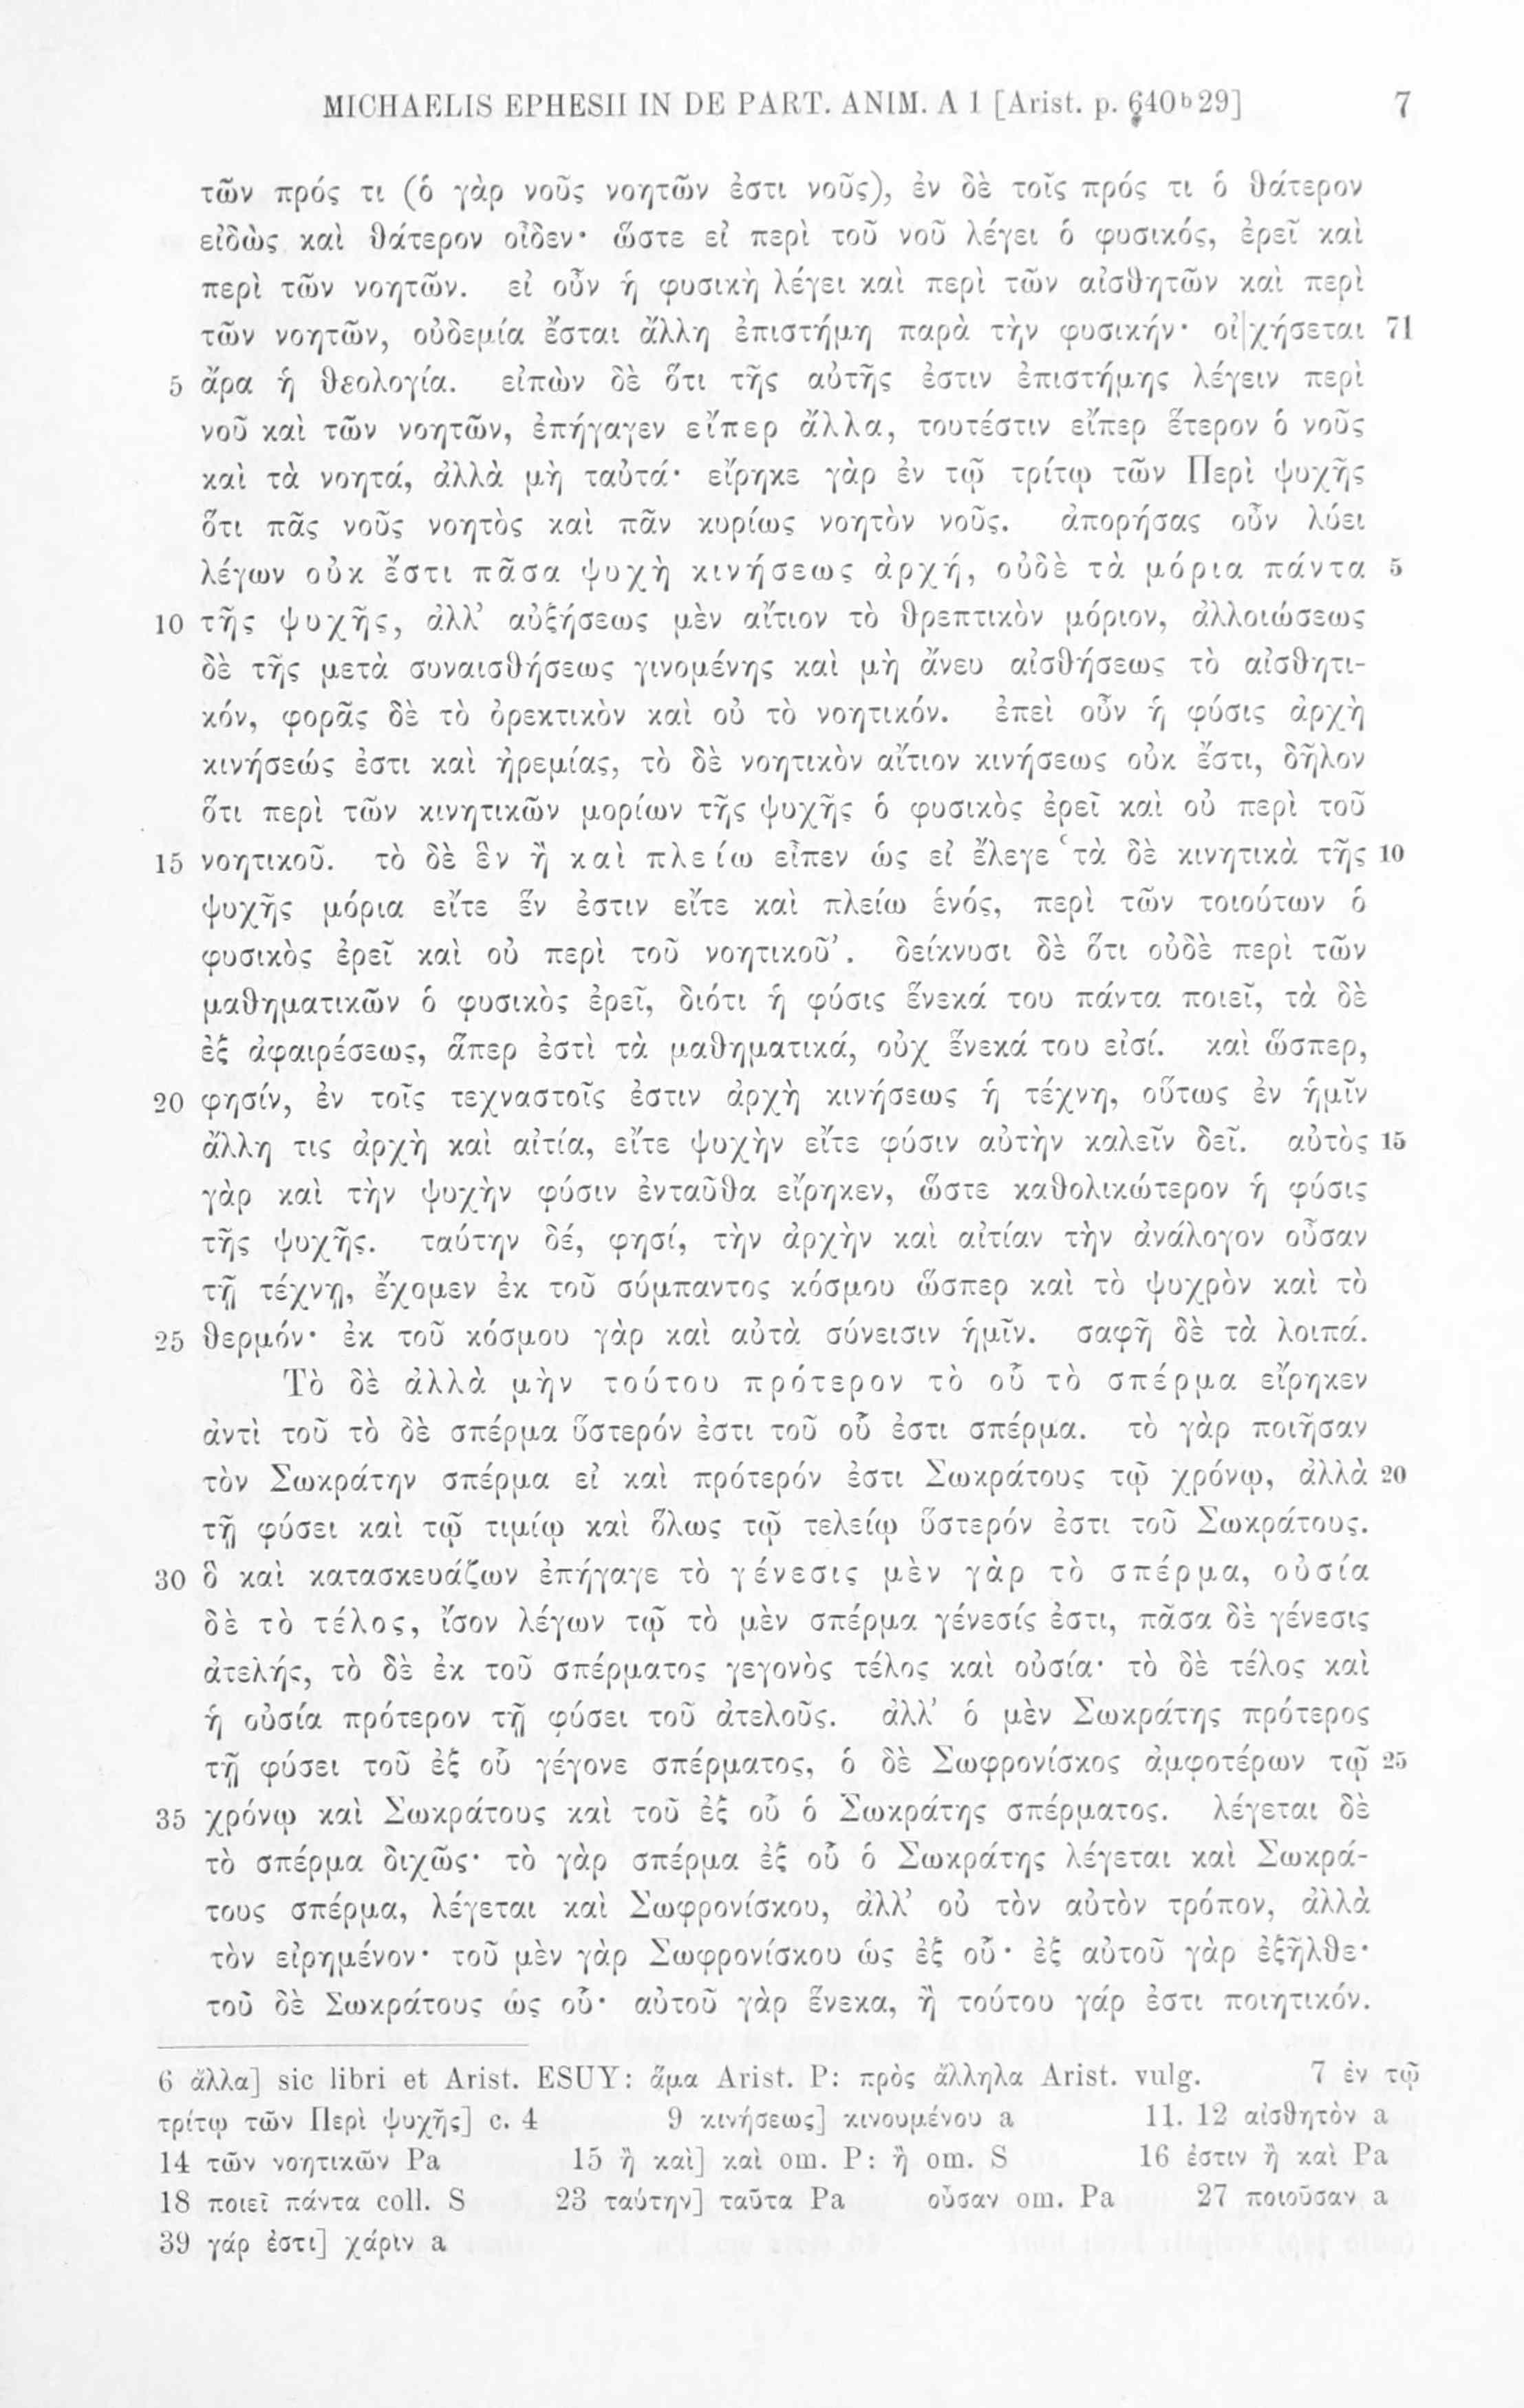 MICHAELIS EPHESII IN DE PART. ANIM. A 1 [Arist. p. 640ᵇ29] 7
τῶν πρός τι (ὁ γὰρ νοῦς νοητῶν ἐστι νοῦς), ἐν δὲ τοῖς πρός τι ὁ θάτερον
εἰδὼς καὶ θάτερον οἶδεν· ὥστε εἰ περὶ τοῦ νοῦ λέγει ὁ φυσικός, ἐρεῖ καὶ
περὶ τῶν νοητῶν. εἰ οὖν ἡ φυσικὴ λέγει καὶ περὶ τῶν αἰσθητῶν καὶ περὶ
τῶν νοητῶν, οὐδεμία ἔσται ἄλλη ἐπιστήμη παρὰ τὴν φυσικήν· οἰ|χήσεται 71
5 ἄρα ἡ θεολογία. εἰπὼν δὲ ὅτι τῆς αὐτῆς ἐστιν ἐπιστήμης λέγειν περὶ
νοῦ καὶ τῶν νοητῶν, ἐπήγαγεν εἴπερ ἄλλα, τουτέστιν εἴπερ ἕτερον ὁ νοῦς
καὶ τὰ νοητά, ἀλλὰ μὴ ταὐτά· εἴρηκε γὰρ ἐν τῷ τρίτῳ τῶν Περὶ ψυχῆς
ὅτι πᾶς νοῦς νοητὸς καὶ πᾶν κυρίως νοητὸν νοῦς. ἀπορήσας οὖν λύει
λέγων οὐκ ἔστι πᾶσα ψυχὴ κινήσεως ἀρχή, οὐδὲ τὰ μόρια πάντα 5
10 τῆς ψυχῆς, ἀλλ’ αὐξήσεως μὲν αἴτιον τὸ θρεπτικὸν μόριον, ἀλλοιώσεως
δὲ τῆς μετὰ συναισθήσεως γινομένης καὶ μὴ ἄνευ αἰσθήσεως τὸ αἰσθητι-
κόν, φορᾶς δὲ τὸ ὀρεκτικὸν καὶ οὐ τὸ νοητικόν. ἐπεὶ οὖν ἡ φύσις ἀρχὴ
κινήσεώς ἐστι καὶ ἠρεμίας, τὸ δὲ νοητικὸν αἴτιον κινήσεως οὐκ ἔστι, δῆλον
ὅτι περὶ τῶν κινητικῶν μορίων τῆς ψυχῆς ὁ φυσικὸς ἐρεῖ καὶ οὐ περὶ τοῦ
15 νοητικοῦ. τὸ δὲ ἓν ἢ καὶ πλείω εἶπεν ὡς εἰ ἔλεγε ‘τὰ δὲ κινητικὰ τῆς 10
ψυχῆς μόρια εἴτε ἕν ἐστιν εἴτε καὶ πλείω ἑνός, περὶ τῶν τοιούτων ὁ
φυσικὸς ἐρεῖ καὶ οὐ περὶ τοῦ νοητικοῦ’. δείκνυσι δὲ ὅτι οὐδὲ περὶ τῶν
μαθηματικῶν ὁ φυσικὸς ἐρεῖ, διότι ἡ φύσις ἕνεκά του πάντα ποιεῖ, τὰ δὲ
ἐξ ἀφαιρέσεως, ἅπερ ἐστὶ τὰ μαθηματικά, οὐχ ἕνεκά του εἰσί. καὶ ὥσπερ,
20 φησίν, ἐν τοῖς τεχναστοῖς ἐστιν ἀρχὴ κινήσεως ἡ τέχνη, οὕτως ἐν ἡμῖν
ἄλλη τις ἀρχὴ καὶ αἰτία, εἴτε ψυχὴν εἴτε φύσιν αὐτὴν καλεῖν δεῖ. αὐτὸς 15
γὰρ καὶ τὴν ψυχὴν φύσιν ἐνταῦθα εἴρηκεν, ὥστε καθολικώτερον ἡ φύσις
τῆς ψυχῆς. ταύτην δέ, φησί, τὴν ἀρχὴν καὶ αἰτίαν τὴν ἀνάλογον οὖσαν
τῇ τέχνῃ, ἔχομεν ἐκ τοῦ σύμπαντος κόσμου ὥσπερ καὶ τὸ ψυχρὸν καὶ τὸ
25 θερμόν· ἐκ τοῦ κόσμου γὰρ καὶ αὐτὰ σύνεισιν ἡμῖν. σαφῆ δὲ τὰ λοιπά.
Τὸ δὲ ἀλλὰ μὴν τούτου πρότερον τὸ οὗ τὸ σπέρμα εἴρηκεν
ἀντὶ τοῦ τὸ δὲ σπέρμα ὕστερόν ἐστι τοῦ οὗ ἐστι σπέρμα. τὸ γὰρ ποιῆσαν
τὸν Σωκράτην σπέρμα εἰ καὶ πρότερόν ἐστι Σωκράτους τῷ χρόνῳ, ἀλλὰ 20
τῇ φύσει καὶ τῷ τιμίῳ καὶ ὅλως τῷ τελείῳ ὕστερόν ἐστι τοῦ Σωκράτους.
30 ὃ καὶ κατασκευάζων ἐπήγαγε τὸ γένεσις μὲν γὰρ τὸ σπέρμα, οὐσία
δὲ τὸ τέλος, ἴσον λέγων τῷ τὸ μὲν σπέρμα γένεσίς ἐστι, πᾶσα δὲ γένεσις
ἀτελής, τὸ δὲ ἐκ τοῦ σπέρματος γεγονὸς τέλος καὶ οὐσία· τὸ δὲ τέλος καὶ
ἡ οὐσία πρότερον τῇ φύσει τοῦ ἀτελοῦς. ἀλλ’ ὁ μὲν Σωκράτης πρότερος
τῇ φύσει τοῦ ἐξ οὗ γέγονε σπέρματος, ὁ δὲ Σωφρονίσκος ἀμφοτέρων τῷ 25
35 χρόνῳ καὶ Σωκράτους καὶ τοῦ ἐξ οὗ ὁ Σωκράτης σπέρματος. λέγεται δὲ
τὸ σπέρμα διχῶς· τὸ γὰρ σπέρμα ἐξ οὗ ὁ Σωκράτης λέγεται καὶ Σωκρά-
τους σπέρμα, λέγεται καὶ Σωφρονίσκου, ἀλλ’ οὐ τὸν αὐτὸν τρόπον, ἀλλὰ
τὸν εἰρημένον· τοῦ μὲν γὰρ Σωφρονίσκου ὡς ἐξ οὗ· ἐξ αὐτοῦ γὰρ ἐξῆλθε·
τοῦ δὲ Σωκράτους ὡς οὗ· αὐτοῦ γὰρ ἕνεκα, ἢ τούτου γάρ ἐστι ποιητικόν.
6 ἄλλα] sic libri et Arist. ESUY: ἅμα Arist. P: πρὸς ἄλληλα Arist. vulg. 7 ἐν τῷ
τρίτῳ τῶν Περὶ ψυχῆς] c. 4 9 κινήσεως] κινουμένου a 11. 12 αἰσθητὸν a
14 τῶν νοητικῶν Pa 15 ἢ καὶ] καὶ om. P: ἢ om. S 16 ἐστιν ἢ καὶ Pa
18 ποιεῖ πάντα coll. S 23 ταύτην] ταῦτα Pa οὖσαν om. Pa 27 ποιοῦσαν a
39 γάρ ἐστι] χάριν a